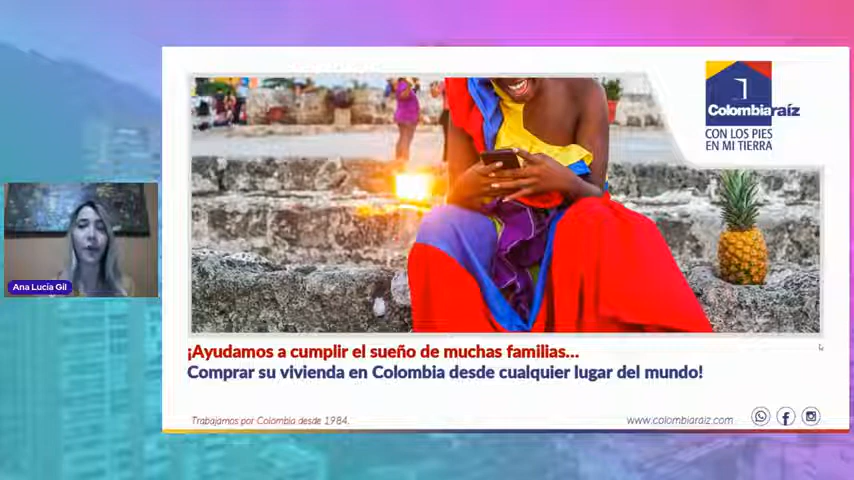 Colombiaraíz
CON LOS PIES
EN MI TIERRA
Ana Lucía Gil
¡Ayudamos a cumplir el sueño de muchas familias...
Comprar su vivienda en Colombia desde cualquier lugar del mundo!
Trabajamos por Colombia desde 1984.
www.colombiaraiz.com